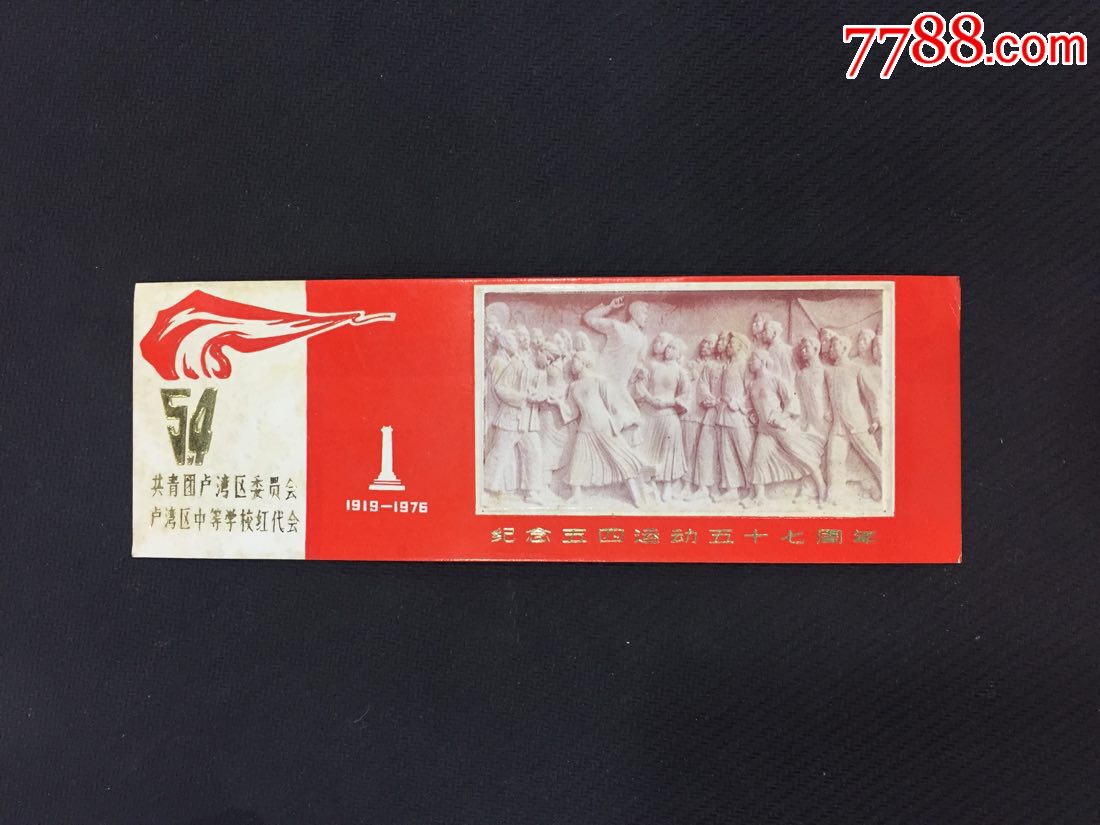 7788.com
5.4
共青团卢湾区委员会
卢湾区中等学校红代会
1919—1976
纪念五四运动五十七周年